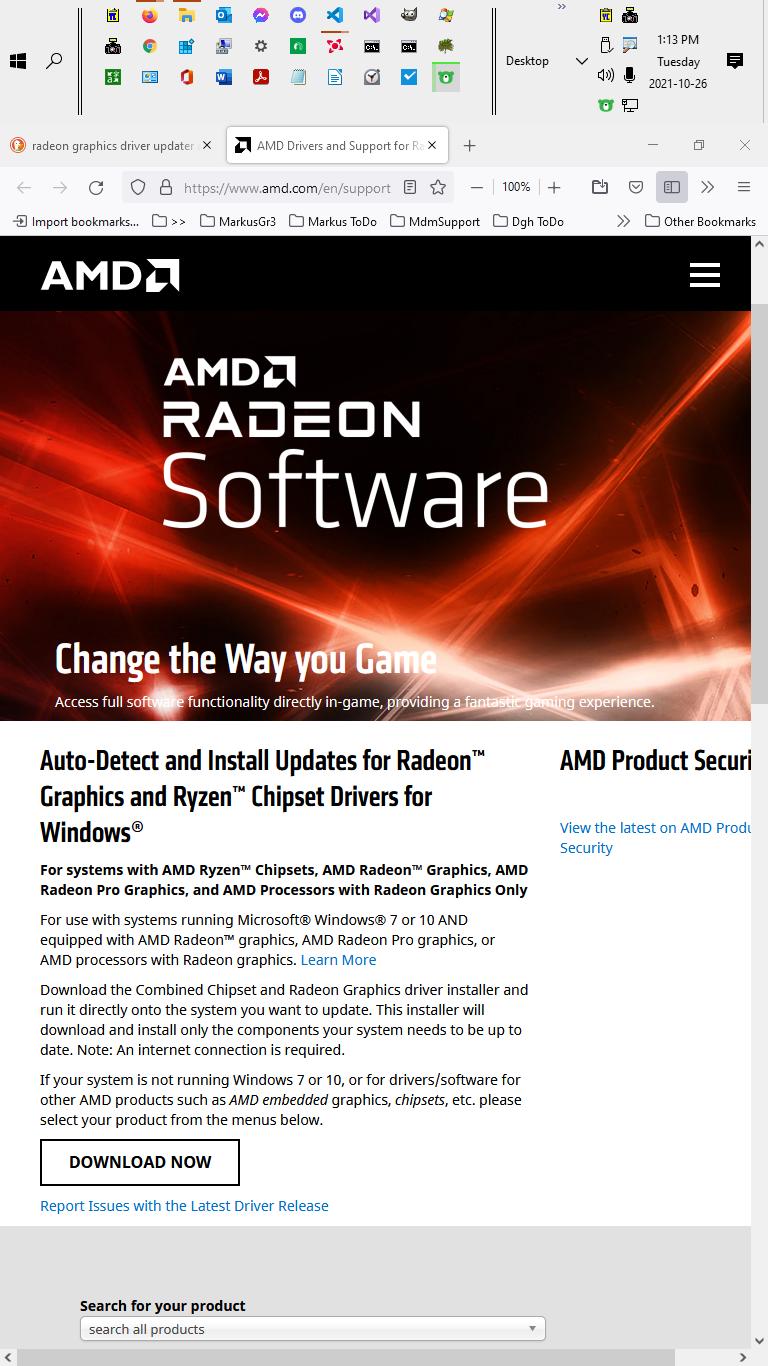 Desktop
1:13 PM
Tuesday
2021-10-26
radeon graphics driver updater
AMD Drivers and Support for Ra
https://www.amd.com/en/support
100%
Import bookmarks...
>>
MarkusGr3
Markus ToDo
MdmSupport
Dgh ToDo
Other Bookmarks
AMD
AMD
RADEON
Software
Change the Way you Game
Access full software functionality directly in-game, providing a fantastic gaming experience.
Auto-Detect and Install Updates for Radeon™
Graphics and Ryzen™ Chipset Drivers for
Windows®
For systems with AMD Ryzen™ Chipsets, AMD Radeon™ Graphics, AMD
Radeon Pro Graphics, and AMD Processors with Radeon Graphics Only
For use with systems running Microsoft® Windows® 7 or 10 AND
equipped with AMD Radeon™ graphics, AMD Radeon Pro graphics, or
AMD processors with Radeon graphics. Learn More
Download the Combined Chipset and Radeon Graphics driver installer and
run it directly onto the system you want to update. This installer will
download and install only the components your system needs to be up to
date. Note: An internet connection is required.
If your system is not running Windows 7 or 10, or for drivers/software for
other AMD products such as AMD embedded graphics, chipsets, etc. please
select your product from the menus below.
DOWNLOAD NOW
Report Issues with the Latest Driver Release
AMD Product Securi
View the latest on AMD Produ
Security
Search for your product
search all products